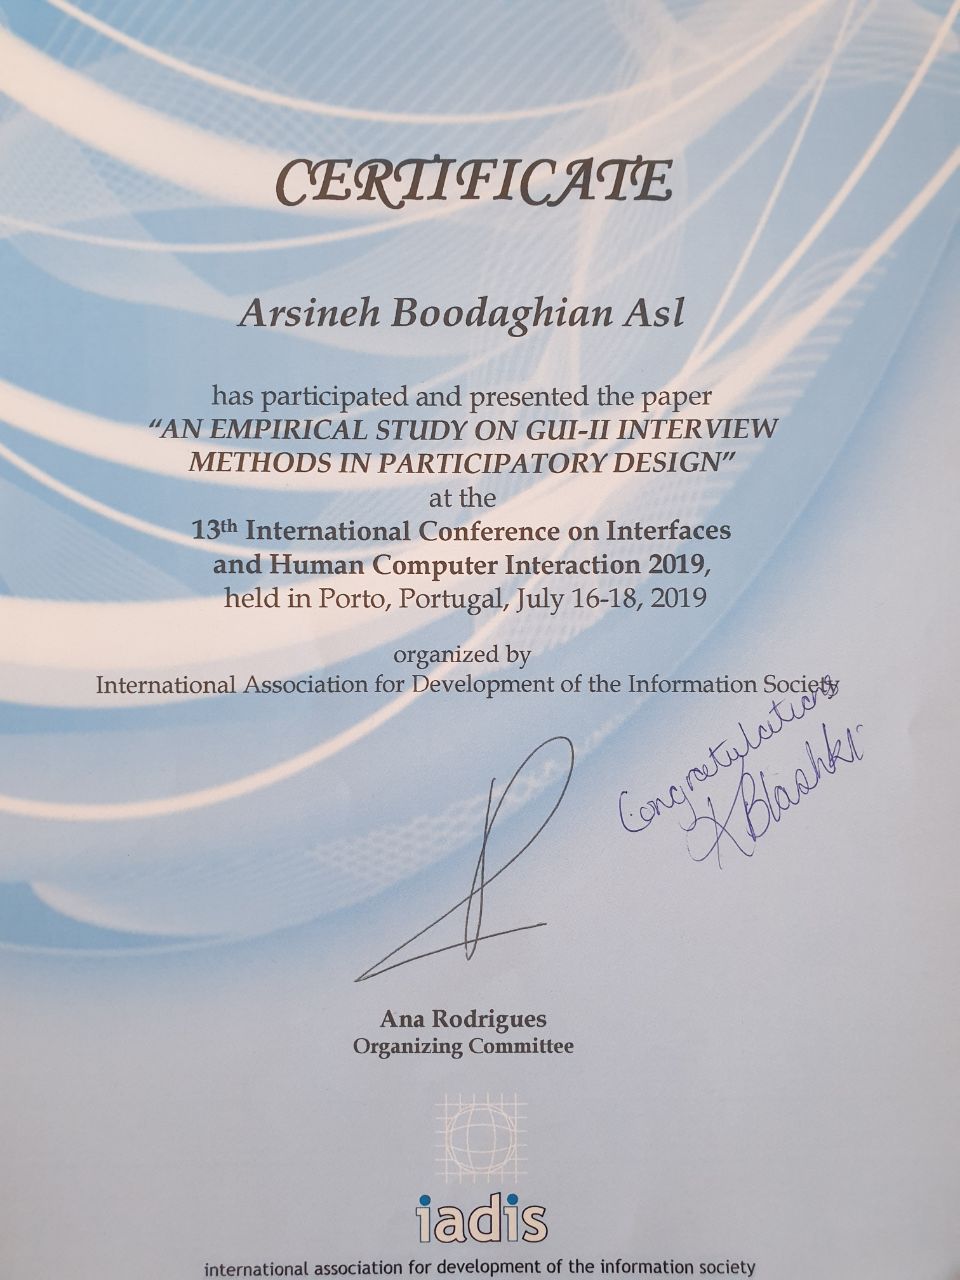 CERTIFICATE
Arsineh Boodaghian Asl
has participated and presented the paper
“AN EMPIRICAL STUDY ON GUI-II INTERVIEW
METHODS IN PARTICIPATORY DESIGN”
at the
13th International Conference on Interfaces
and Human Computer Interaction 2019,
held in Porto, Portugal, July 16-18, 2019
organized by
International Association for Development of the Information Society
Congratulations
K Blashki
Ana Rodrigues
Organizing Committee
iadis
international association for development of the information society